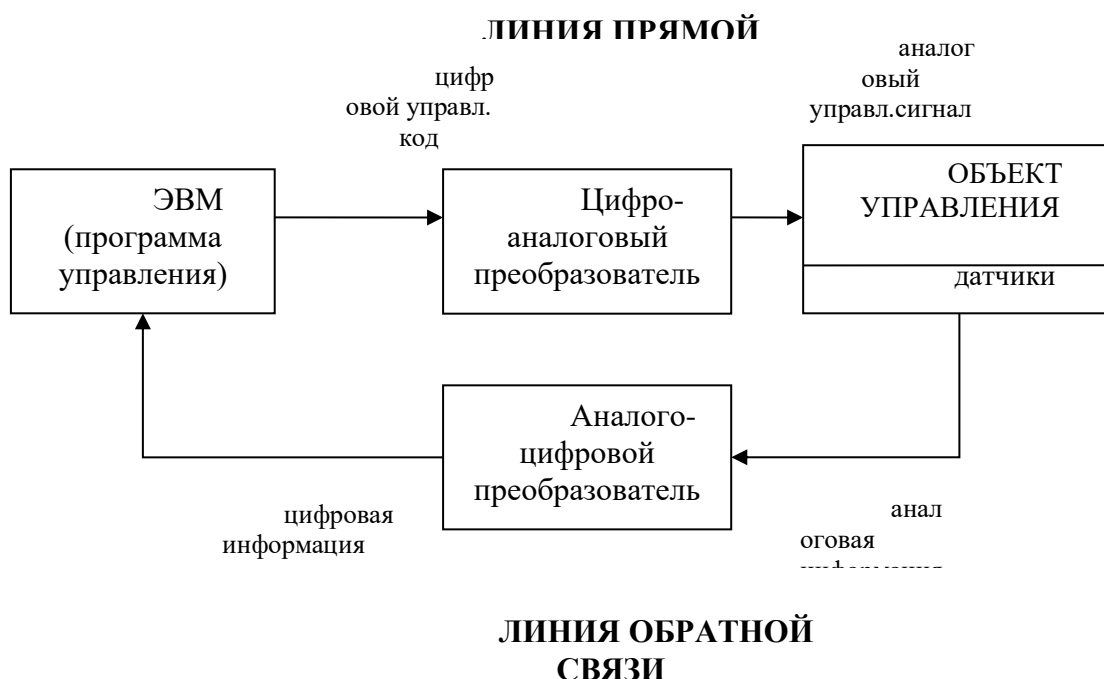 ЛИНИЯ ПРЯМОЙ
цифр
овой управл.
код
аналог
овый
управл.сигнал
ЭВМ
(программа
управления)
Цифро-
аналоговый
преобразователь
ОБЪЕКТ
УПРАВЛЕНИЯ
датчики
Аналого-
цифровой
преобразователь
цифровая
информация
анал
оговая
ЛИНИЯ ОБРАТНОЙ
СВЯЗИ